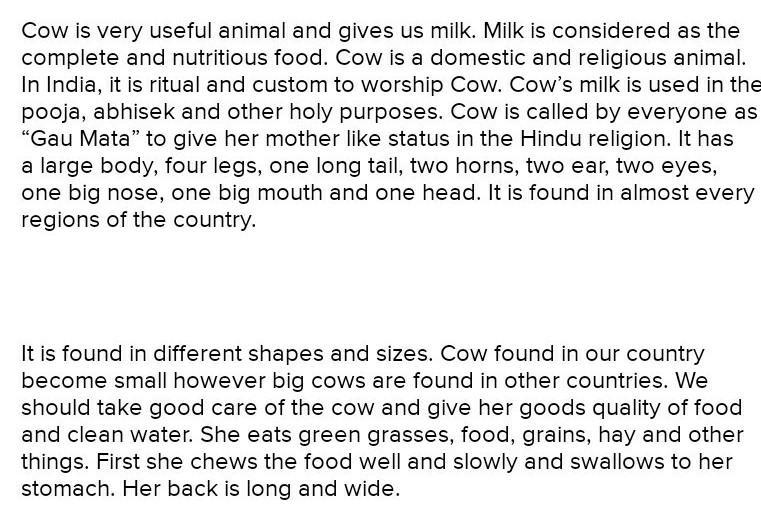 Cow is very useful animal and gives us milk. Milk is considered as the
complete and nutritious food. Cow is a domestic and religious animal.
In India, it is ritual and custom to worship Cow. Cow’s milk is used in the
pooja, abhisek and other holy purposes. Cow is called by everyone as
“Gau Mata” to give her mother like status in the Hindu religion. It has
a large body, four legs, one long tail, two horns, two ear, two eyes,
one big nose, one big mouth and one head. It is found in almost every
regions of the country.
It is found in different shapes and sizes. Cow found in our country
become small however big cows are found in other countries. We
should take good care of the cow and give her goods quality of food
and clean water. She eats green grasses, food, grains, hay and other
things. First she chews the food well and slowly and swallows to her
stomach. Her back is long and wide.